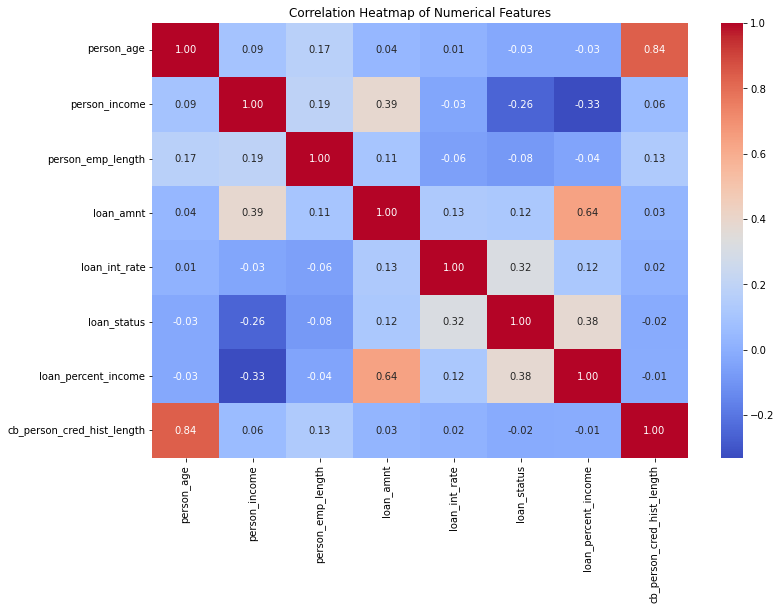 Correlation Heatmap of Numerical Features
person_age 1.00 0.09 0.17 0.04 0.01 -0.03 -0.03 0.84
person_income 0.09 1.00 0.19 0.39 -0.03 -0.26 -0.33 0.06
person_emp_length 0.17 0.19 1.00 0.11 -0.06 -0.08 -0.04 0.13
loan_amnt 0.04 0.39 0.11 1.00 0.13 0.12 0.64 0.03
loan_int_rate 0.01 -0.03 -0.06 0.13 1.00 0.32 0.12 0.02
loan_status -0.03 -0.26 -0.08 0.12 0.32 1.00 0.38 -0.02
loan_percent_income -0.03 -0.33 -0.04 0.64 0.12 0.38 1.00 -0.01
cb_person_cred_hist_length 0.84 0.06 0.13 0.03 0.02 -0.02 -0.01 1.00
person_age
person_income
person_emp_length
loan_amnt
loan_int_rate
loan_status
loan_percent_income
cb_person_cred_hist_length
1.0
0.8
0.6
0.4
0.2
0.0
−0.2